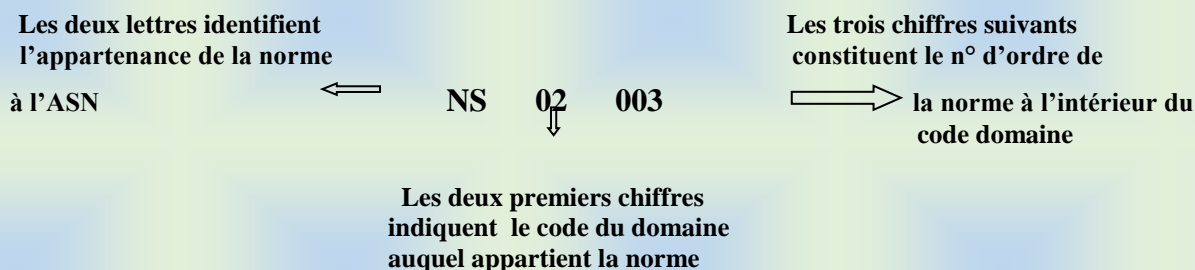 Les deux lettres identifient
l’appartenance de la norme
à l’ASN
NS 02 003
Les trois chiffres suivants
constituent le n° d’ordre de
la norme à l’intérieur du
code domaine
Les deux premiers chiffres
indiquent le code du domaine
auquel appartient la norme